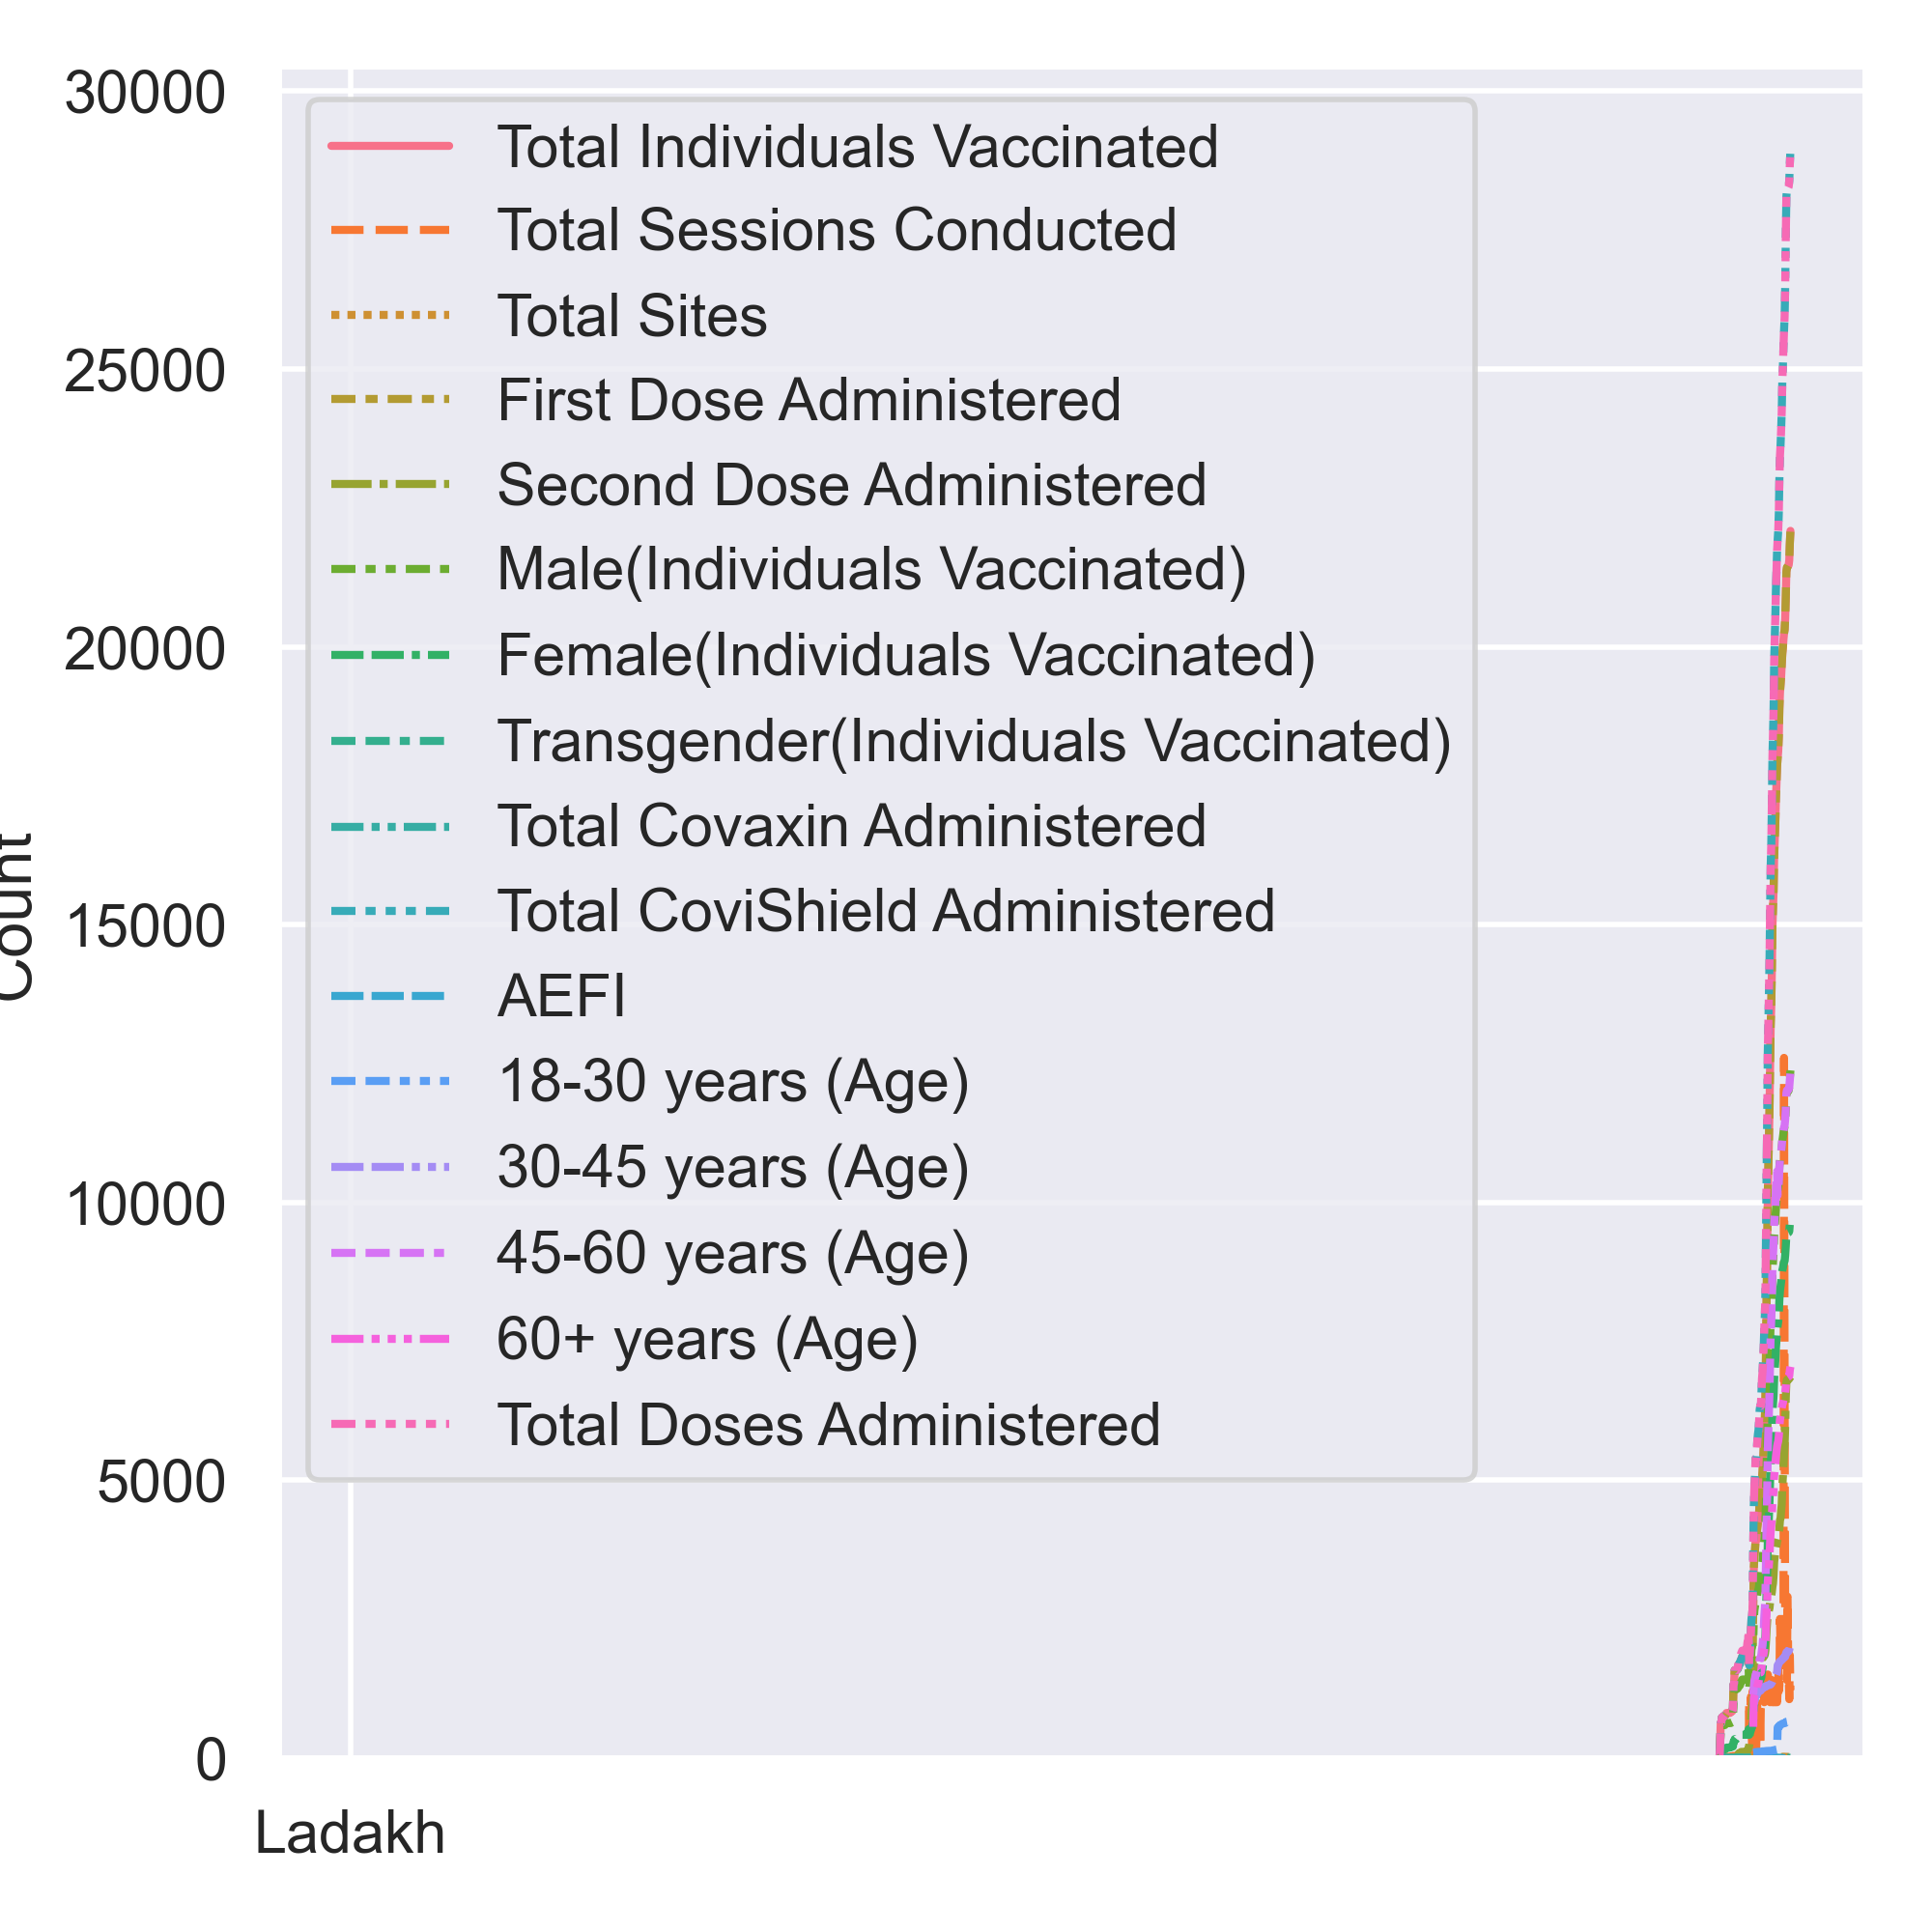 30000
25000
20000
15000
10000
5000
0
Count
Ladakh
Total Individuals Vaccinated
Total Sessions Conducted
Total Sites
First Dose Administered
Second Dose Administered
Male(Individuals Vaccinated)
Female(Individuals Vaccinated)
Transgender(Individuals Vaccinated)
Total Covaxin Administered
Total CoviShield Administered
AEFI
18-30 years (Age)
30-45 years (Age)
45-60 years (Age)
60+ years (Age)
Total Doses Administered